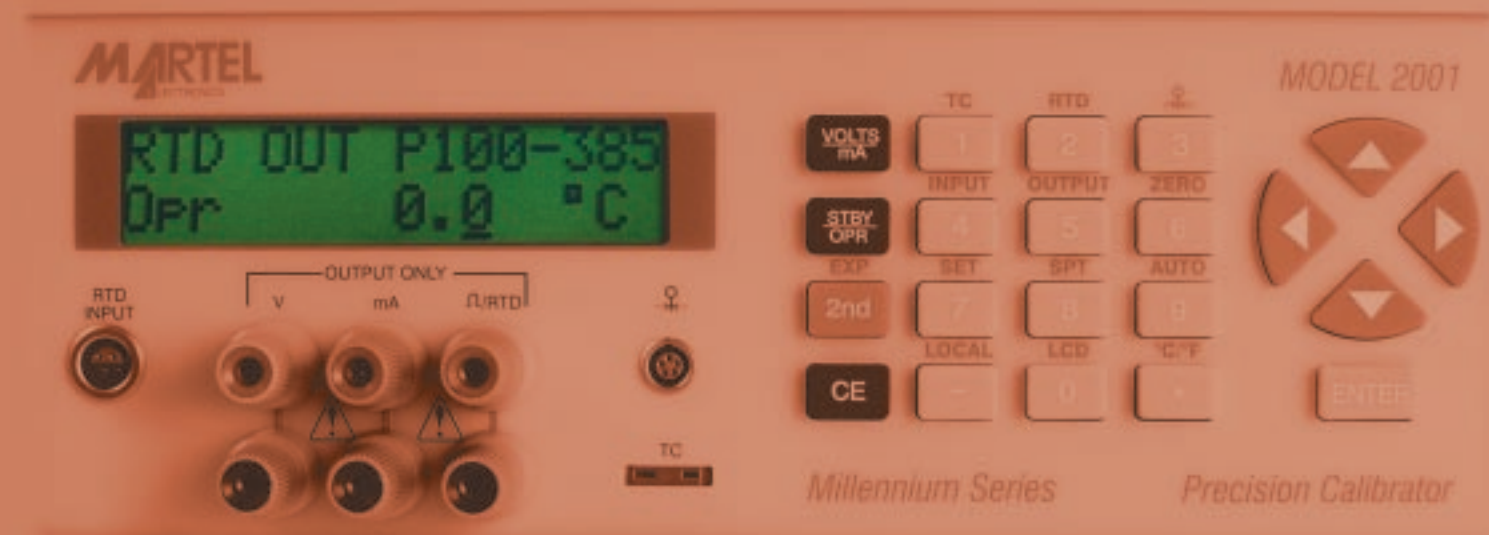 MARTEL
ELECTRONICS
MODEL 2001
RTD OUT P100-385
Opr 0.0 °C
OUTPUT ONLY
V mA /RTD
RTD
INPUT
TC
TC RTD
VOLTS
mA
1 2 3
INPUT OUTPUT ZERO
STBY
OPR
4 5 6
EXP SET SPT AUTO
2nd 7 8 9
LOCAL LCD °C/°F
CE - 0 .
ENTER
Millennium Series
Precision Calibrator